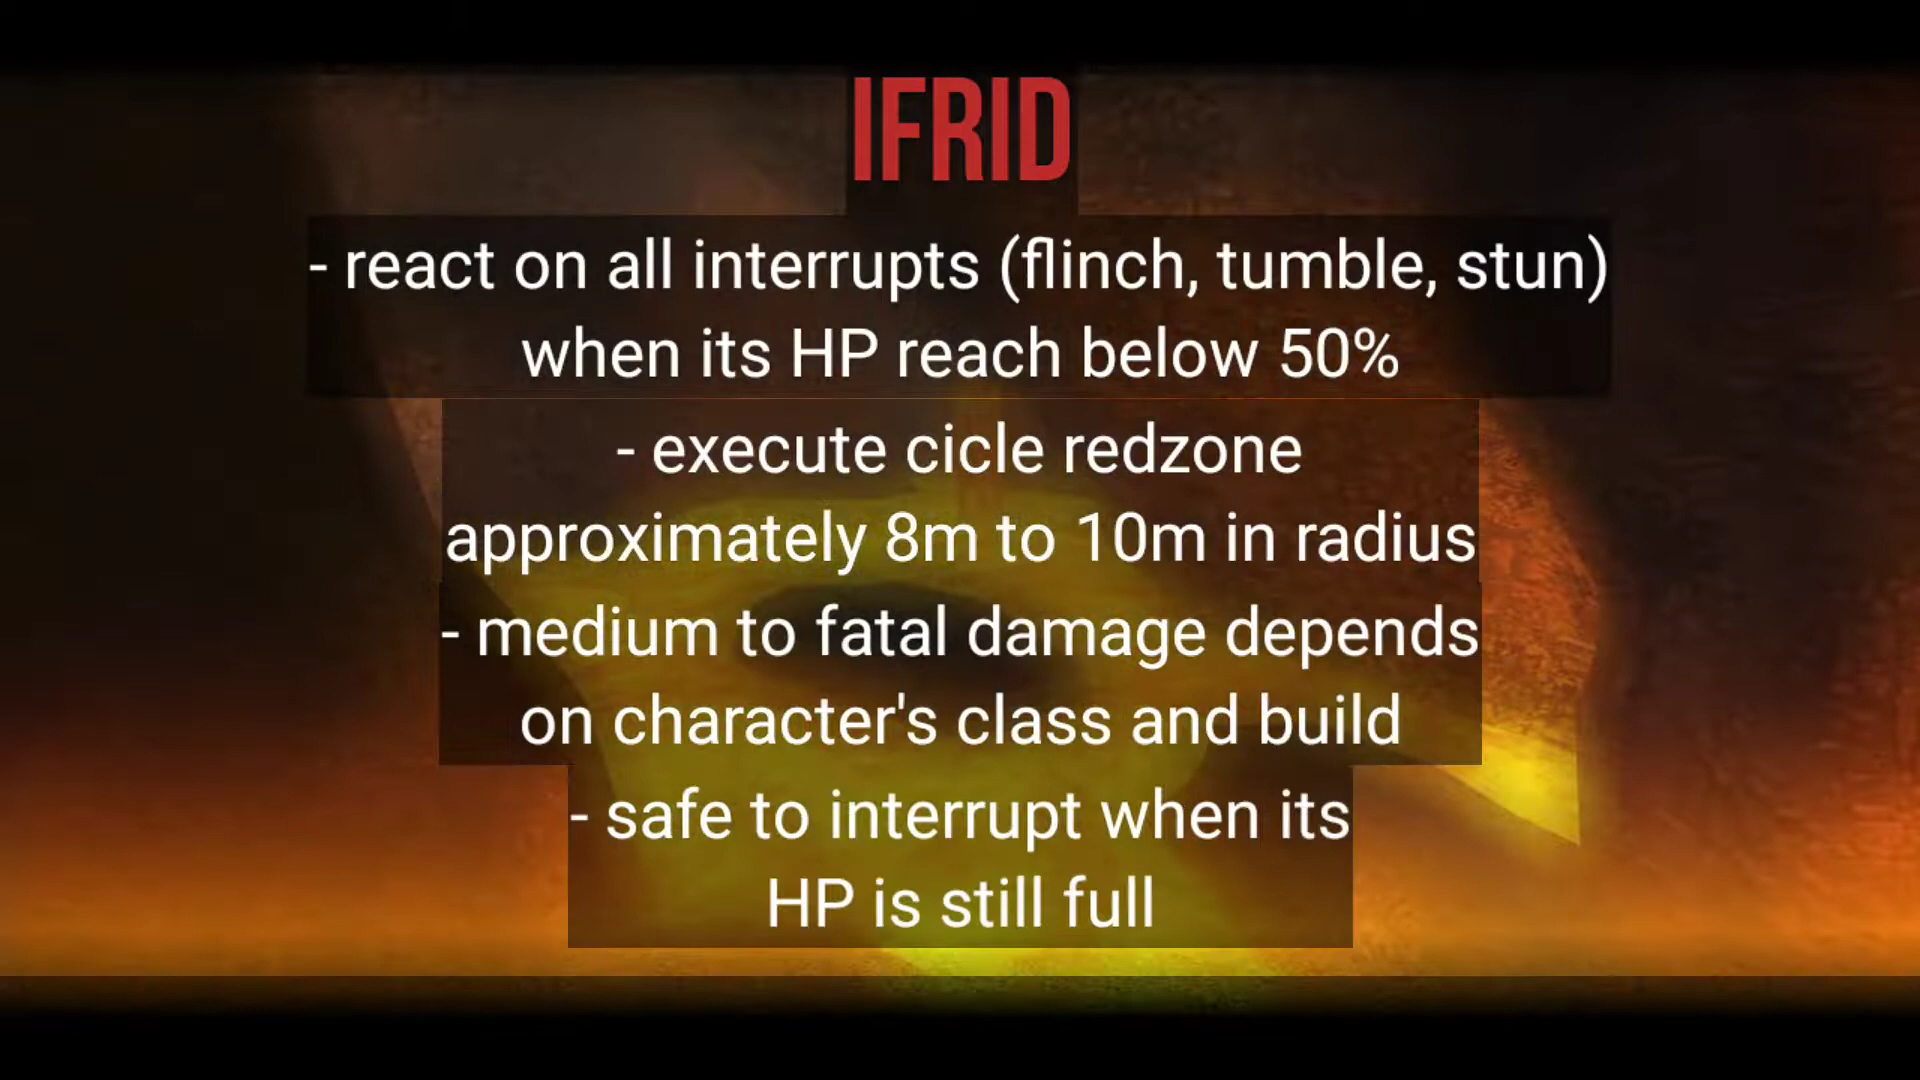 IFRID
- react on all interrupts (flinch, tumble, stun)
when its HP reach below 50%
- execute cicle redzone
approximately 8m to 10m in radius
- medium to fatal damage depends
on character's class and build
- safe to interrupt when its
HP is still full